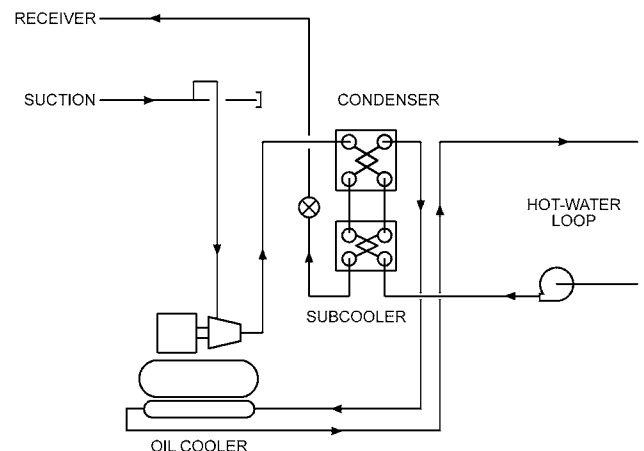 RECEIVER
SUCTION
CONDENSER
HOT-WATER
LOOP
SUBCOOLER
OIL COOLER